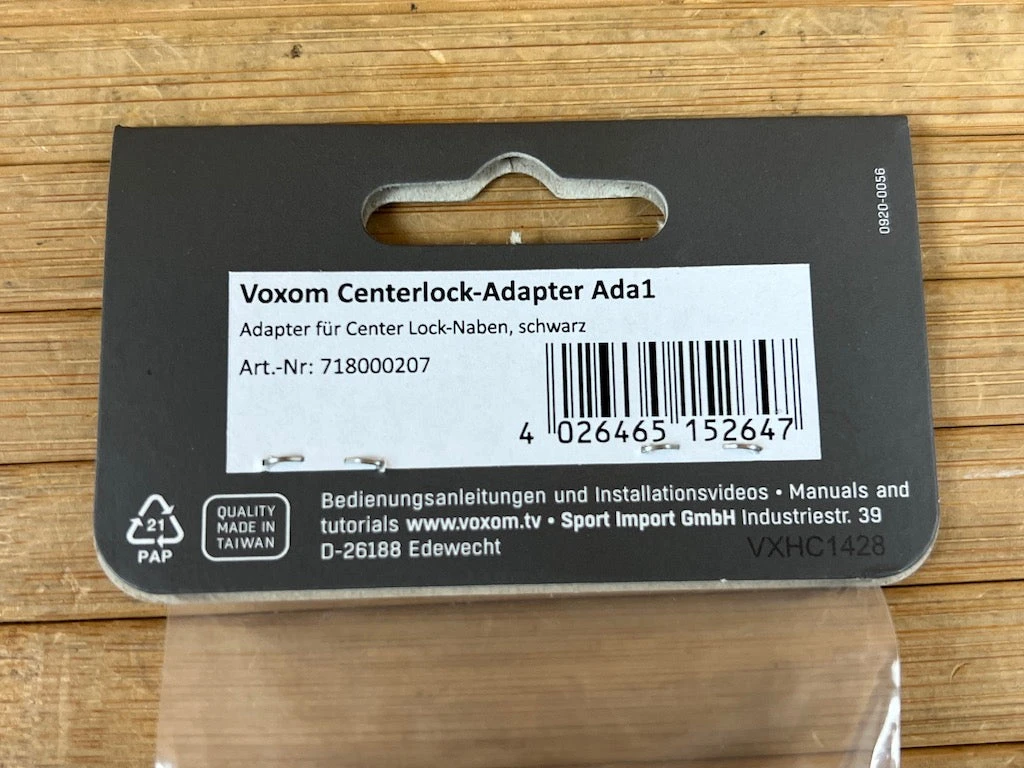 0920-0056
Voxom Centerlock-Adapter Ada1
Adapter für Center Lock-Naben, schwarz
Art.-Nr: 718000207
4 026465 152647
21
PAP
QUALITY
MADE IN
TAIWAN
Bedienungsanleitungen und Installationsvideos • Manuals and
tutorials www.voxom.tv • Sport Import GmbH Industriestr. 39
D-26188 Edewecht
VXHC1428